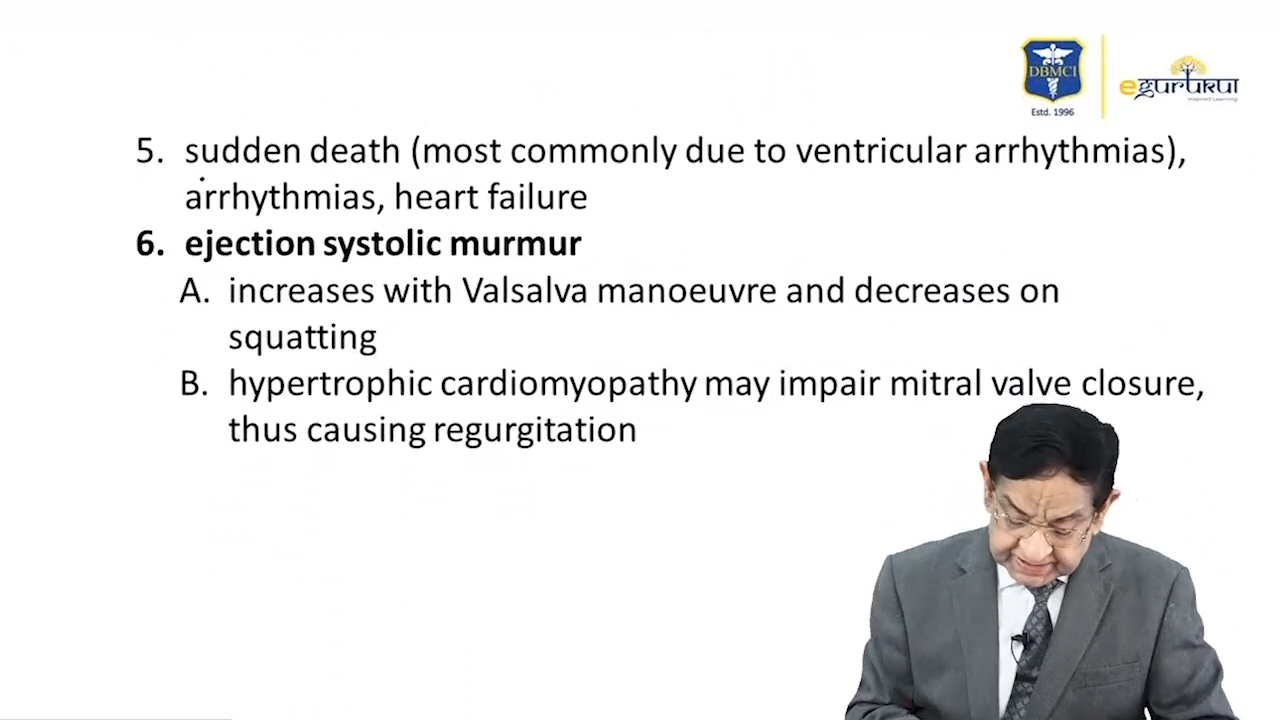 DBMCI
Estd. 1996
egurukul
Inspired Learning
5. sudden death (most commonly due to ventricular arrhythmias),
arrhythmias, heart failure
6. ejection systolic murmur
A. increases with Valsalva manoeuvre and decreases on
squatting
B. hypertrophic cardiomyopathy may impair mitral valve closure,
thus causing regurgitation